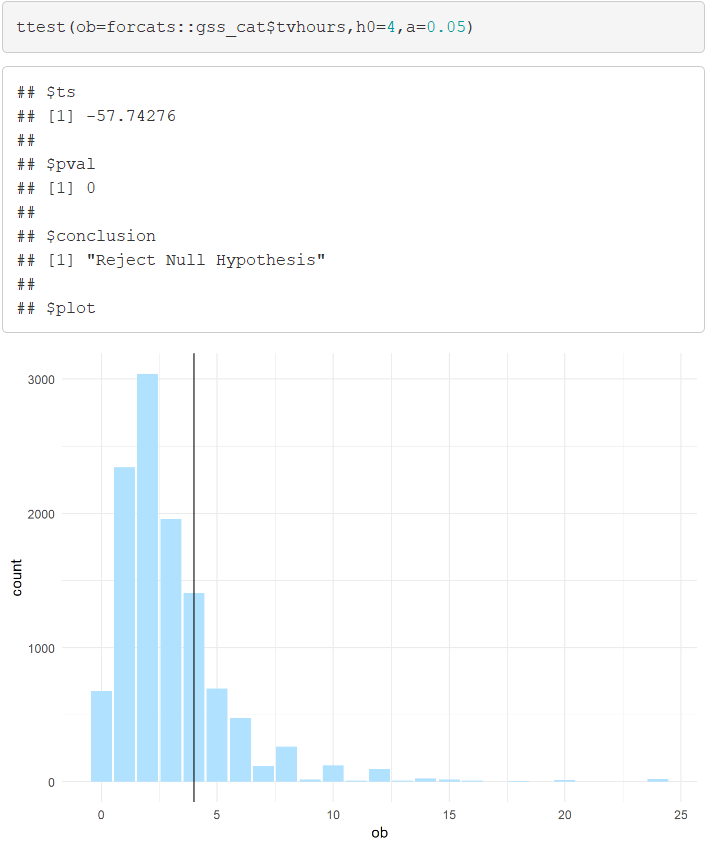 ttest(ob=forcats::gss_cat$tvhours,h0=4,a=0.05)
## $ts
## [1] -57.74276
##
## $pval
## [1] 0
##
## $conclusion
## [1] "Reject Null Hypothesis"
##
## $plot
3000
2000
1000
0
count
0 5 10 15 20 25
ob